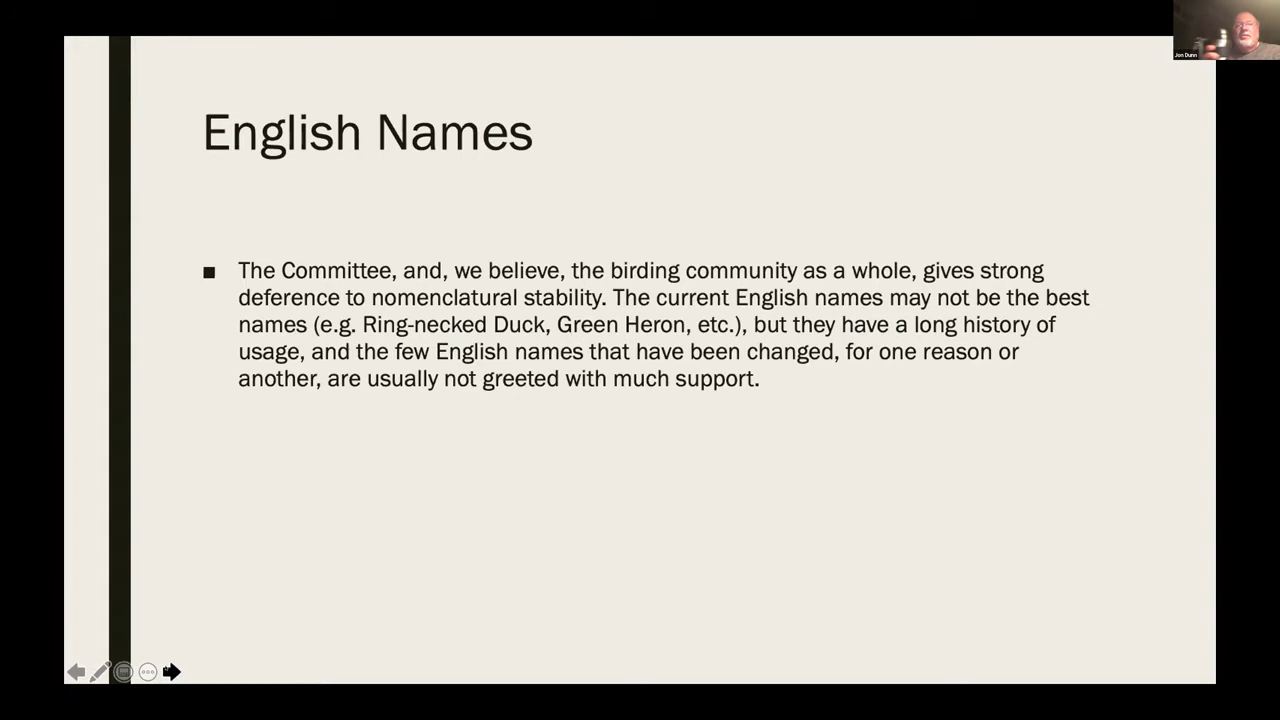 Jon Dunn
English Names
■ The Committee, and, we believe, the birding community as a whole, gives strong
deference to nomenclatural stability. The current English names may not be the best
names (e.g. Ring-necked Duck, Green Heron, etc.), but they have a long history of
usage, and the few English names that have been changed, for one reason or
another, are usually not greeted with much support.